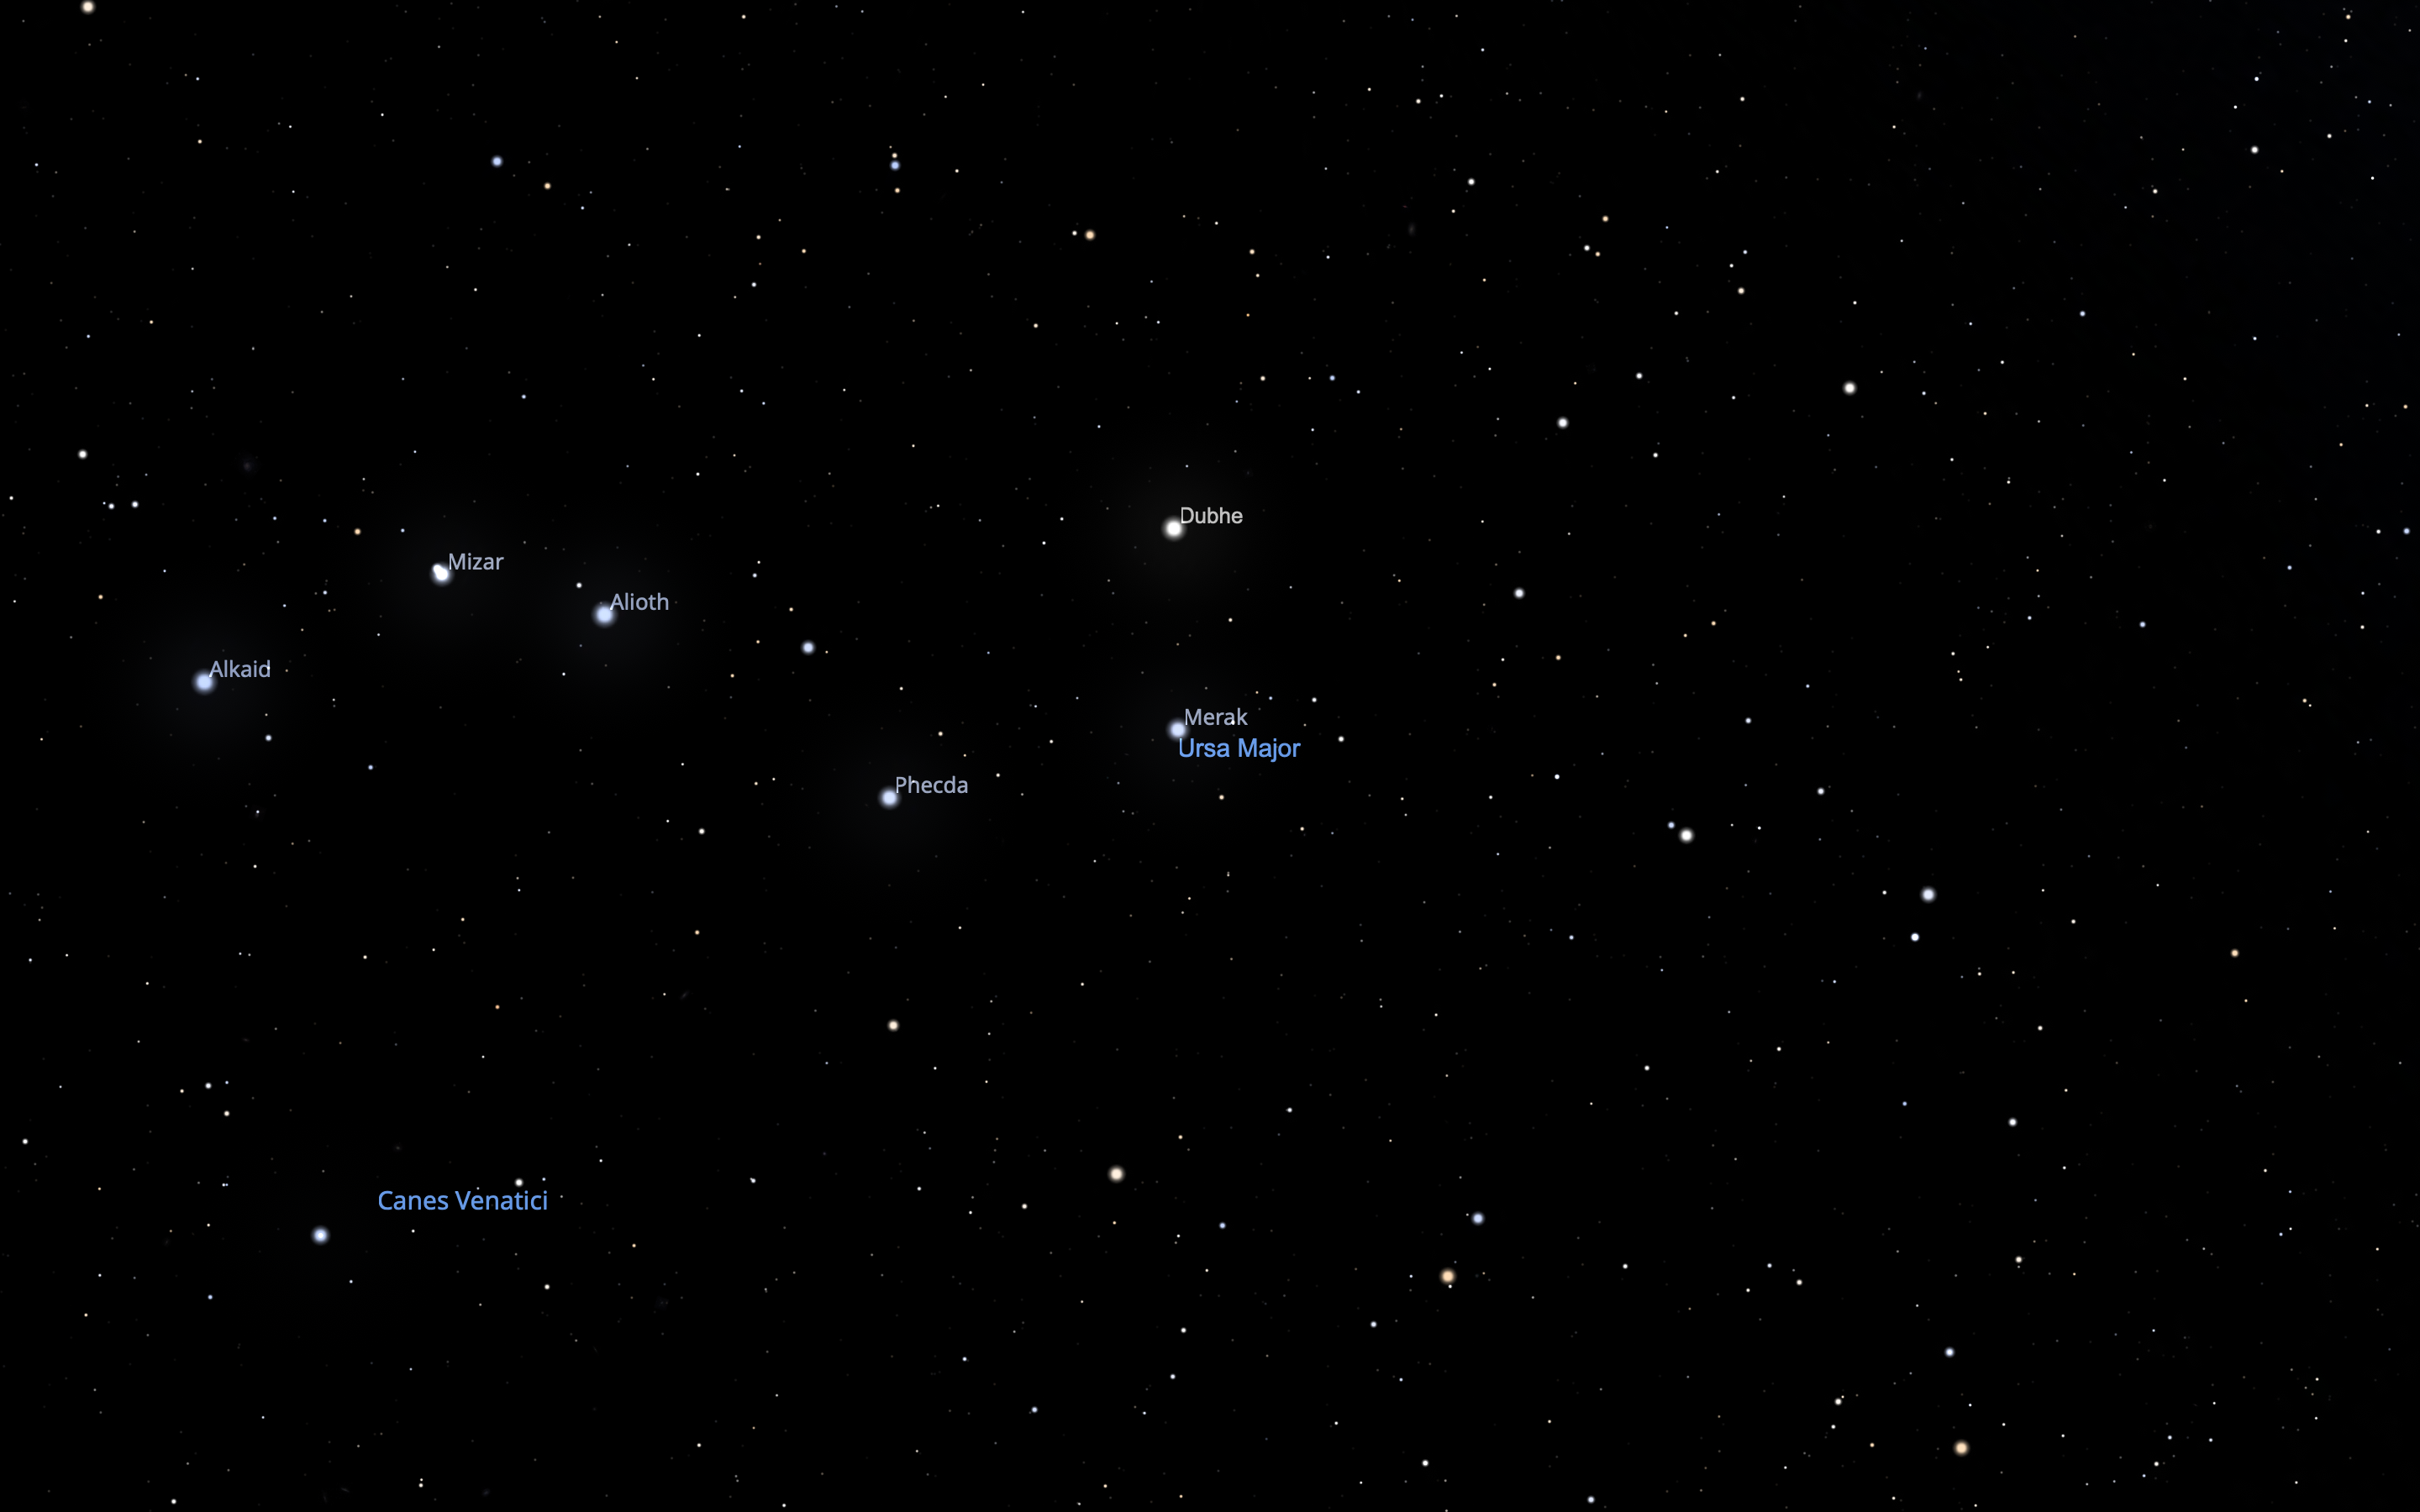 Dubhe
Mizar
Alioth
Alkaid
Merak
Ursa Major
Phecda
Canes Venatici